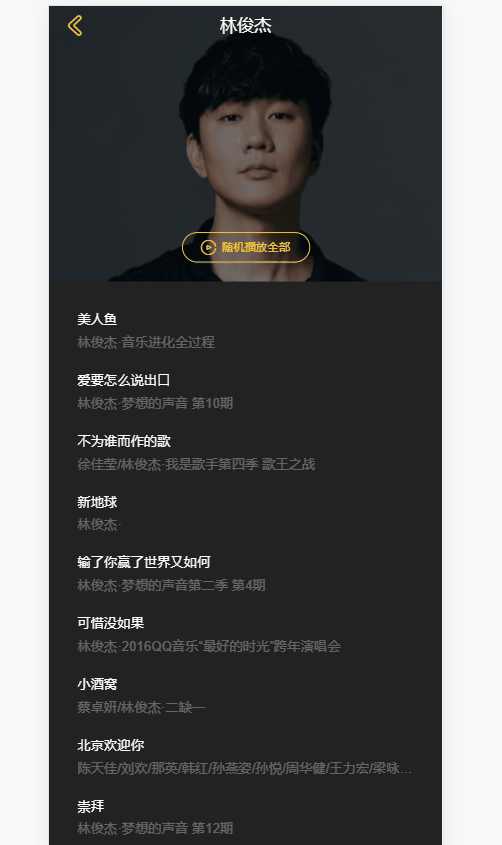 林俊杰
随机播放全部
美人鱼
林俊杰·音乐进化全过程
爱要怎么说出口
林俊杰·梦想的声音 第10期
不为谁而作的歌
徐佳莹/林俊杰·我是歌手第四季 歌王之战
新地球
林俊杰·
输了你赢了世界又如何
林俊杰·梦想的声音第二季 第4期
可惜没如果
林俊杰·2016QQ音乐“最好的时光”跨年演唱会
小酒窝
蔡卓妍/林俊杰·二缺一
北京欢迎你
陈天佳/刘欢/那英/韩红/孙燕姿/孙悦/周华健/王力宏/梁咏...
崇拜
林俊杰·梦想的声音 第12期